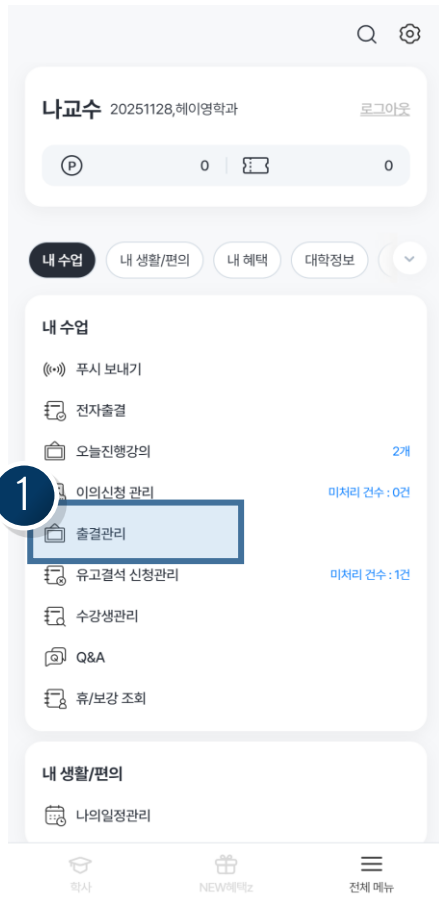 나교수 20251128,헤이영학과 로그아웃
P 0 0
내 수업 내 생활/편의 내 혜택 대학정보
내 수업
푸시 보내기
전자출결
오늘진행강의 2개
1
이의신청 관리 미처리 건수 : 0건
출결관리
유고결석 신청관리 미처리 건수 : 1건
수강생관리
Q&A
휴/보강 조회
내 생활/편의
나의일정관리
학사 NEW혜택z 전체 메뉴